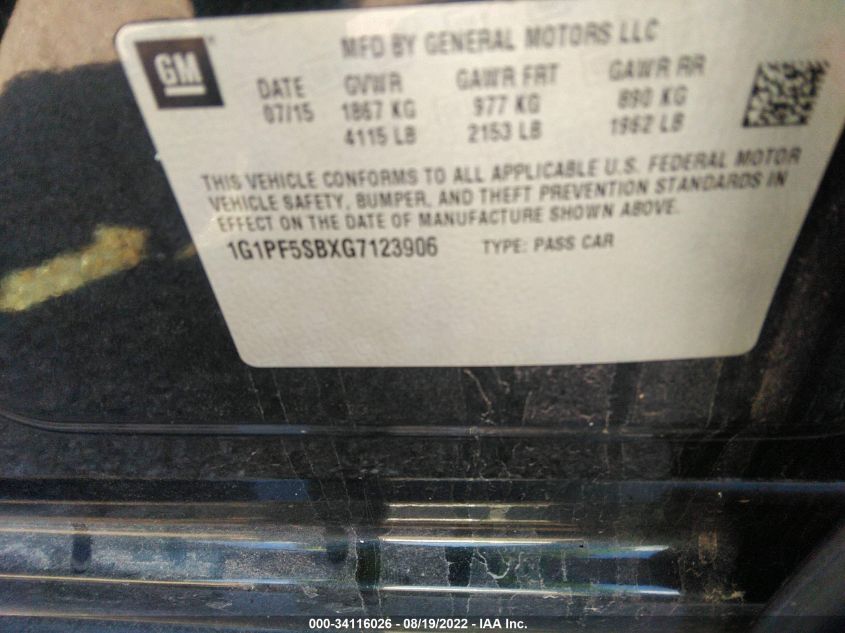 GM
MFD BY GENERAL MOTORS LLC
DATE GVWR GAWR FRT GAWR RR
07/15 1867 KG 977 KG 890 KG
4115 LB 2153 LB 1962 LB
THIS VEHICLE CONFORMS TO ALL APPLICABLE U.S. FEDERAL MOTOR
VEHICLE SAFETY, BUMPER, AND THEFT PREVENTION STANDARDS IN
EFFECT ON THE DATE OF MANUFACTURE SHOWN ABOVE.
1G1PF5SBXG7123906 TYPE: PASS CAR
000-34116026 - 08/19/2022 - IAA Inc.